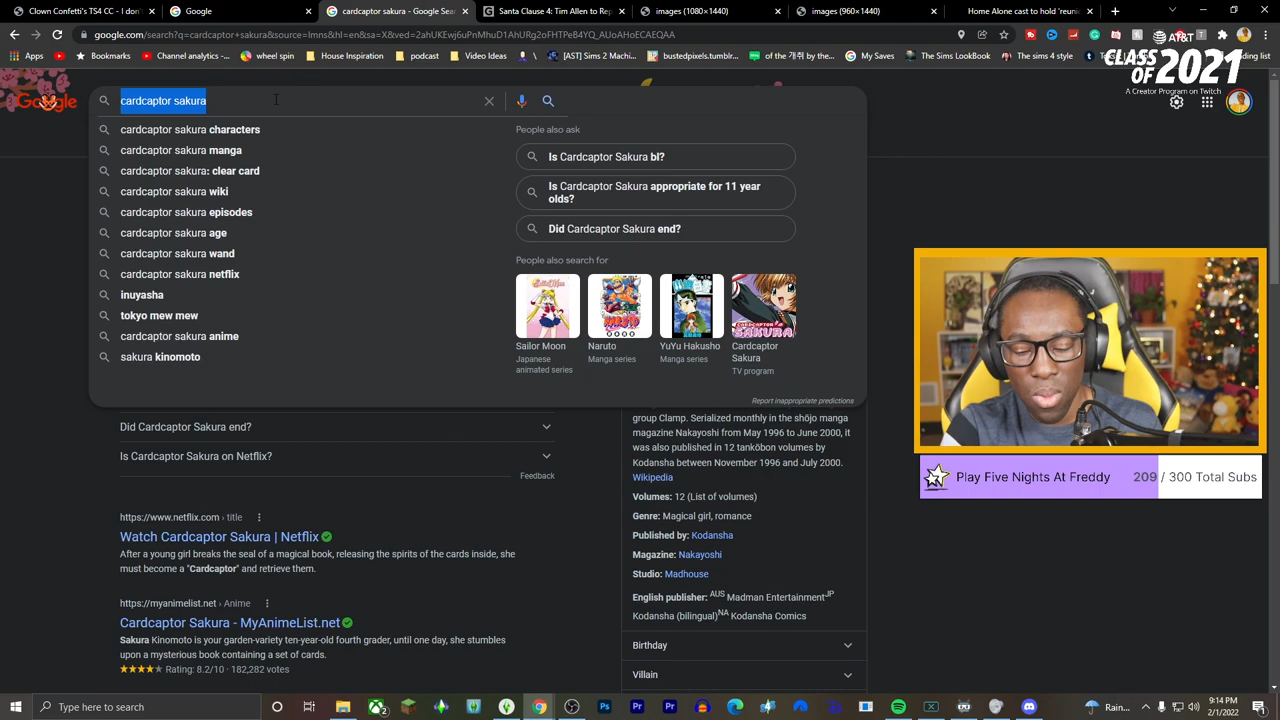 Clown Confetti's TS4 CC - I don't
Google
cardcaptor sakura - Google Sear
Santa Clause 4: Tim Allen to Rep
images (1080×1440)
images (960×1440)
Home Alone cast to hold 'reunio
google.com/search?q=cardcaptor+sakura&source=lmns&hl=en&sa=X&ved=2ahUKEwj6uPnMhuD1AhURg2oFHTPeB4YQ_AUoAHoECAEQAA
Apps
Bookmarks
Channel analytics -
wheel spin
House Inspiration
Podcast
Video Ideas
[AST] [Sims 2] Machi...
bustedpixels.tumblr...
of the 개취 by th...
My Saves
The Sims LookBook
The sims 4 style
AT&T
CLASS
OF 2021
A Creator Program on Twitch
Google
cardcaptor sakura
cardcaptor sakura characters
cardcaptor sakura manga
cardcaptor sakura: clear card
cardcaptor sakura wiki
cardcaptor sakura episodes
cardcaptor sakura age
cardcaptor sakura wand
cardcaptor sakura netflix
inuyasha
tokyo mew mew
cardcaptor sakura anime
sakura kinomoto
People also ask
Is Cardcaptor Sakura bl?
Is Cardcaptor Sakura appropriate for 11 year
olds?
Did Cardcaptor Sakura end?
People also search for
Sailor Moon
Japanese
animated series
Naruto
Manga series
YuYu Hakusho
Manga series
Cardcaptor
Sakura
TV program
Report inappropriate predictions
Did Cardcaptor Sakura end?
Is Cardcaptor Sakura on Netflix?
Feedback
https://www.netflix.com › title
Watch Cardcaptor Sakura | Netflix
After a young girl breaks the seal of a magical book, releasing the spirits of the cards inside, she
must become a "Cardcaptor" and retrieve them.
https://myanimelist.net › Anime
Cardcaptor Sakura - MyAnimeList.net
Sakura Kinomoto is your garden-variety ten-year-old fourth grader, until one day, she stumbles
upon a mysterious book containing a set of cards.
Rating: 8.2/10 · 182,282 votes
group Clamp. Serialized monthly in the shōjo manga
magazine Nakayoshi from May 1996 to June 2000, it
was also published in 12 tankōbon volumes by
Kodansha between November 1996 and July 2000.
Wikipedia
Volumes: 12 (List of volumes)
Genre: Magical girl, romance
Published by: Kodansha
Magazine: Nakayoshi
Studio: Madhouse
English publisher: AUS Madman EntertainmentJP
Kodansha (bilingual)NA Kodansha Comics
Birthday
Villain
Play Five Nights At Freddy 209 / 300 Total Subs
Type here to search
Rain...
9:14 PM
2/1/2022